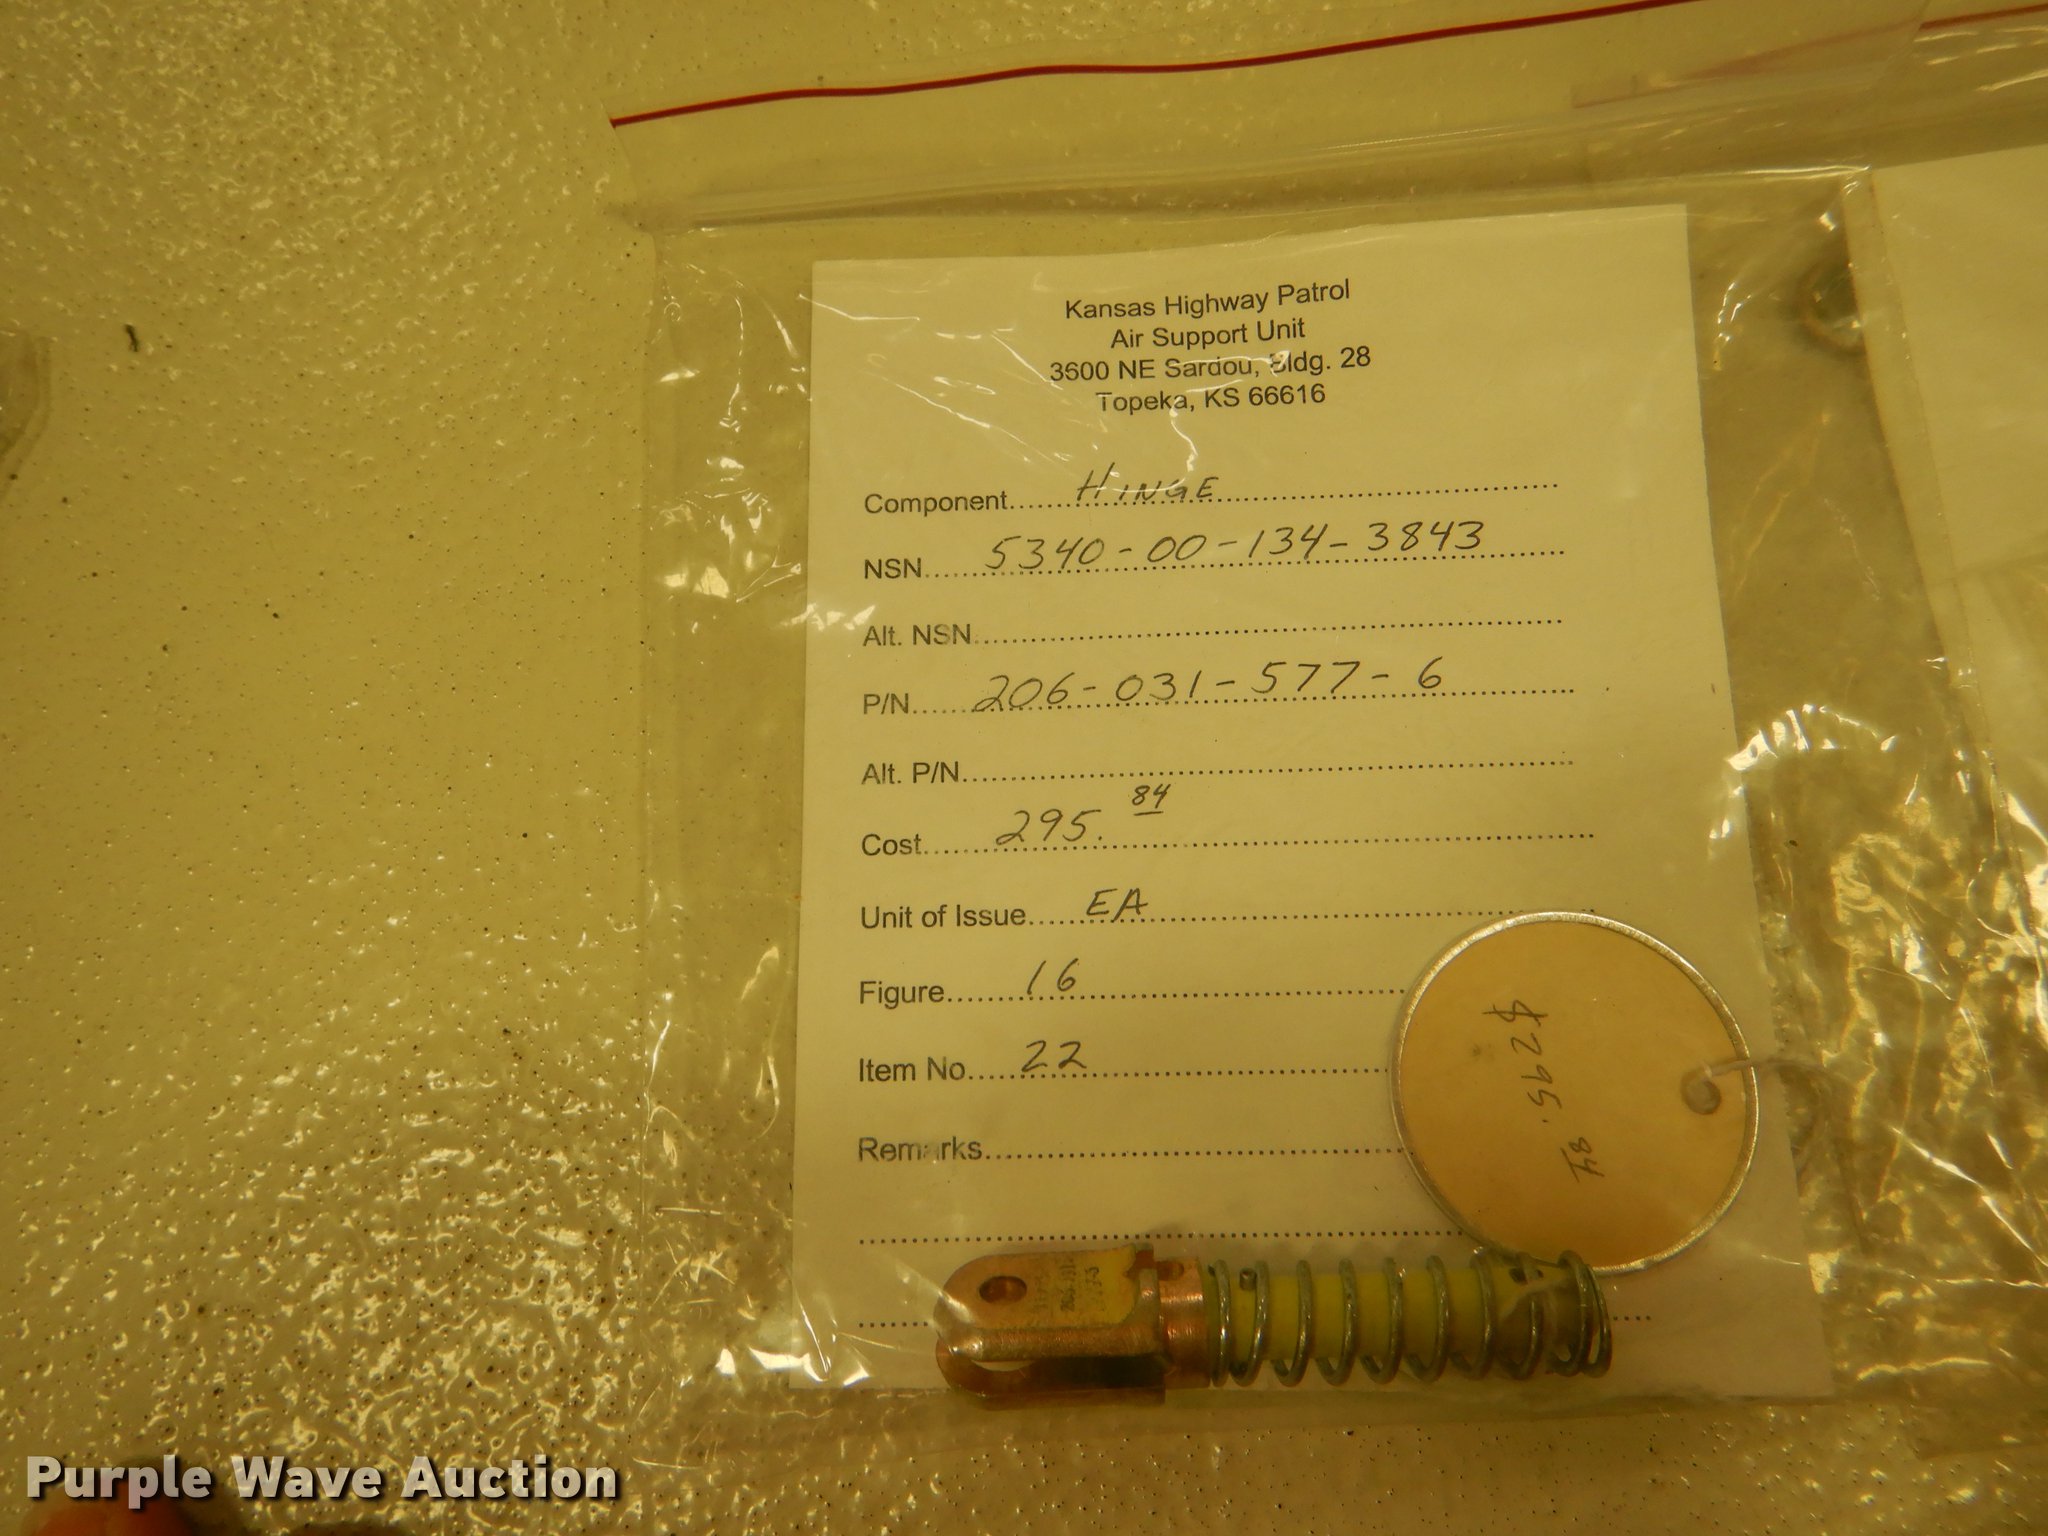 Kansas Highway Patrol
Air Support Unit
3600 NE Sardou, Bldg. 28
Topeka, KS 66616
Component........HINGE........
NSN........5340-00-134-3843........
Alt. NSN........
P/N........206-031-577-6........
Alt. P/N........
Cost........295.84........
Unit of Issue........EA........
Figure........16........
Item No........22........
Remarks........
$295.84
Purple Wave Auction